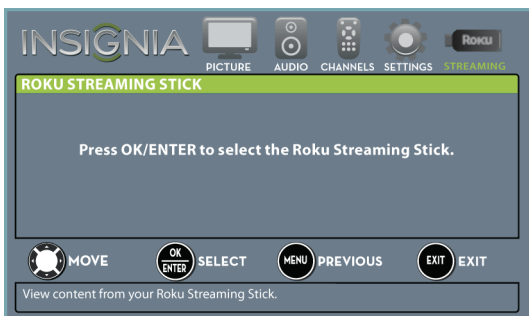 INSIGNIA
Roku
PICTURE AUDIO CHANNELS SETTINGS STREAMING
ROKU STREAMING STICK
Press OK/ENTER to select the Roku Streaming Stick.
MOVE OK ENTER SELECT MENU PREVIOUS EXIT EXIT
View content from your Roku Streaming Stick.